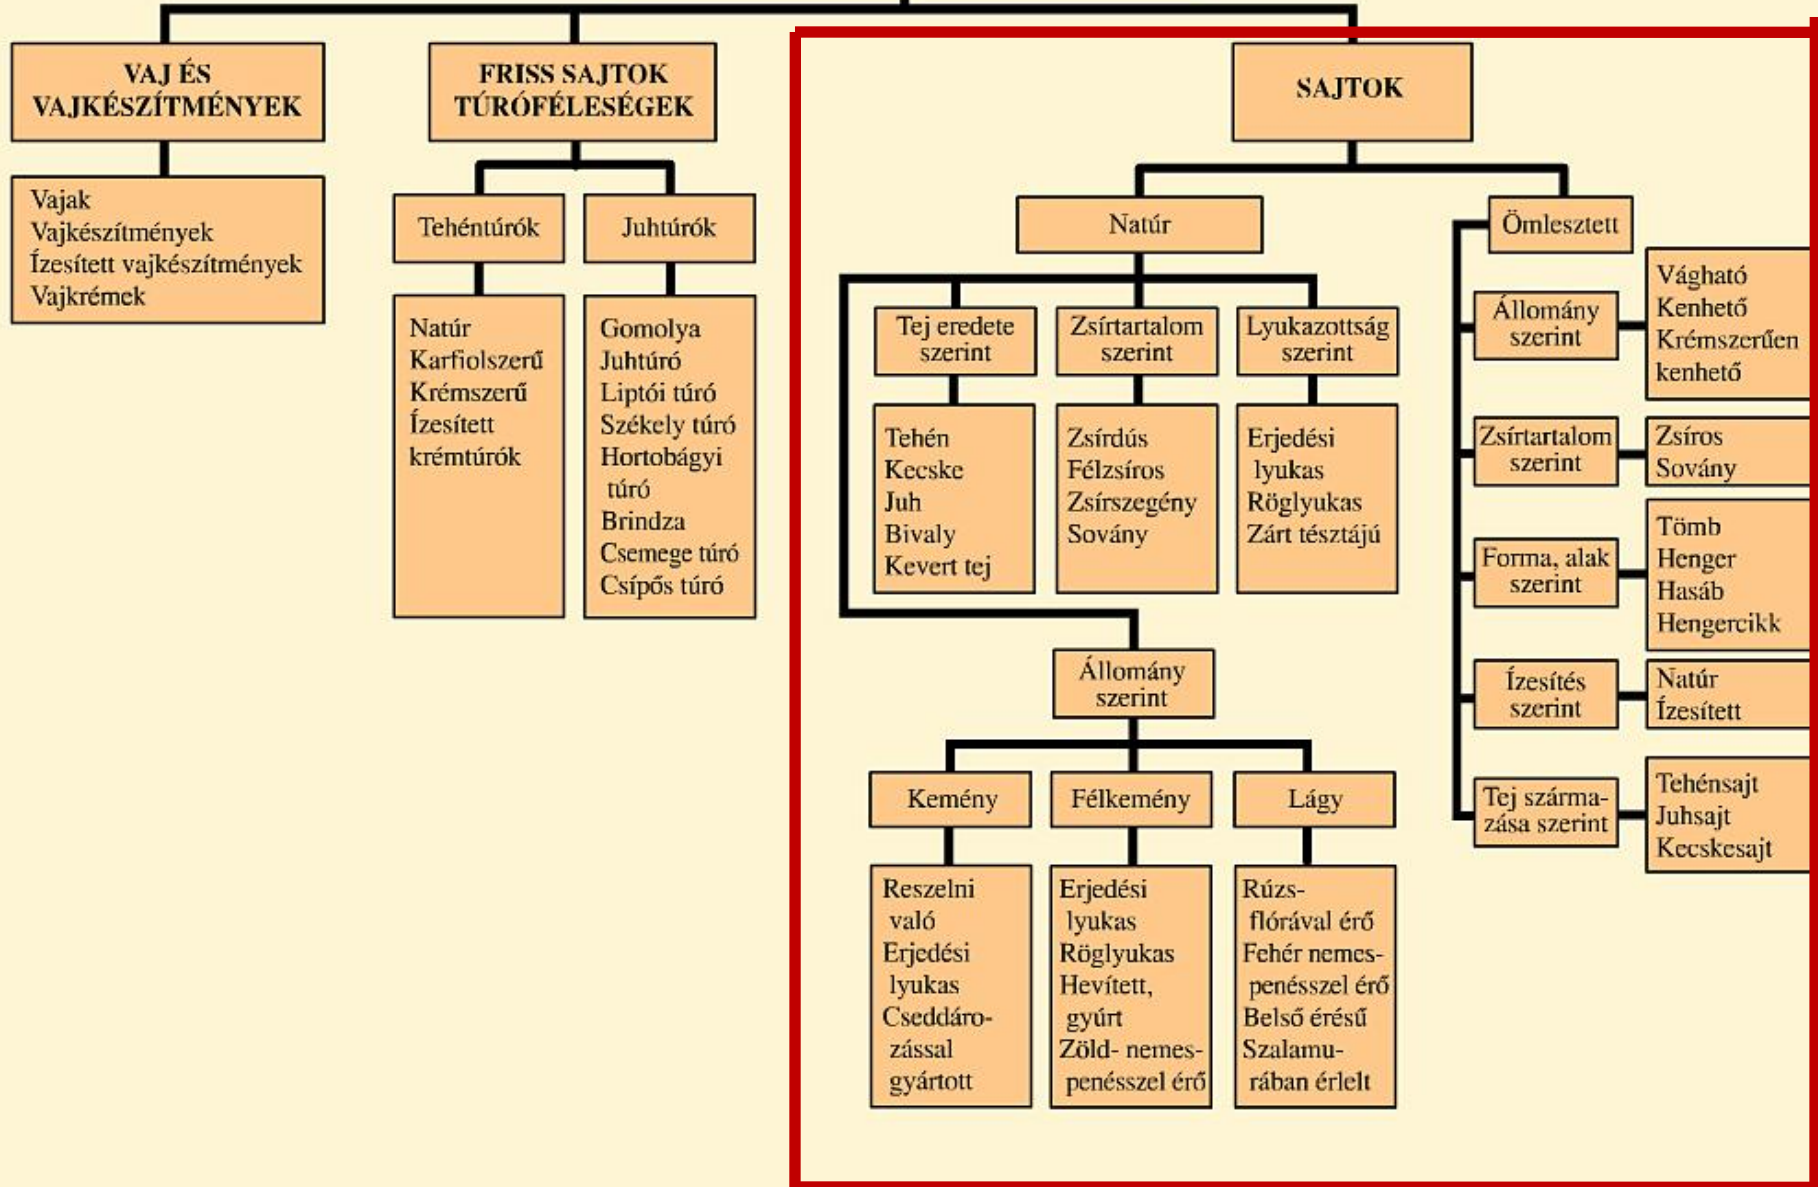 VAJ ÉS
VAJKÉSZÍTMÉNYEK
Vajak
Vajkészítmények
Ízesített vajkészítmények
Vajkrémek
FRISS SAJTOK
TÚRÓFÉLESÉGEK
Tehéntúrók
Natúr
Karfiolszerű
Krémszerű
Ízesített
krémtúrók
Juhtúrók
Gomolya
Juhtúró
Liptói túró
Székely túró
Hortobágyi
túró
Brindza
Csemege túró
Csípős túró
SAJTOK
Natúr
Tej eredete
szerint
Tehén
Kecske
Juh
Bivaly
Kevert tej
Zsírtartalom
szerint
Zsírdús
Félzsíros
Zsírszegény
Sovány
Lyukazottság
szerint
Erjedési
lyukas
Röglyukas
Zárt tésztájú
Állomány
szerint
Kemény
Reszelni
való
Erjedési
lyukas
Cseddáro-
zással
gyártott
Félkemény
Erjedési
lyukas
Röglyukas
Hevített,
gyúrt
Zöld- nemes-
penésszel érő
Lágy
Rúzs-
flórával érő
Fehér nemes-
penésszel érő
Belső érésű
Szalamu-
rában érlelt
Ömlesztett
Állomány
szerint
Vágható
Kenhető
Krémszerűen
kenhető
Zsírtartalom
szerint
Zsíros
Sovány
Forma, alak
szerint
Tömb
Henger
Hasáb
Hengercikk
Ízesítés
szerint
Natúr
Ízesített
Tej szárma-
zása szerint
Tehénsajt
Juhsajt
Kecskesajt